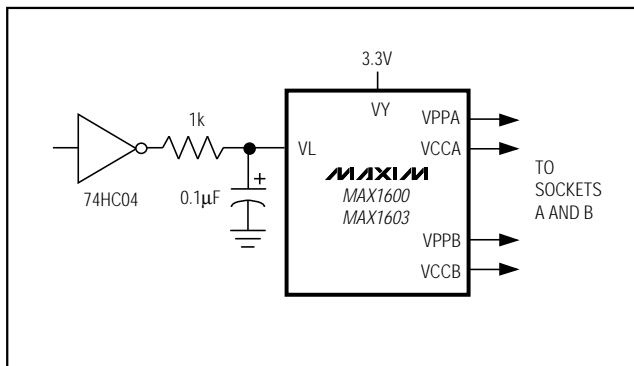 3.3V
VY
VPPA
1k
VCCA
VL
MAXIM
TO
SOCKETS
A AND B
+
74HC04
0.1μF
MAX1600
MAX1603
VPPB
VCCB